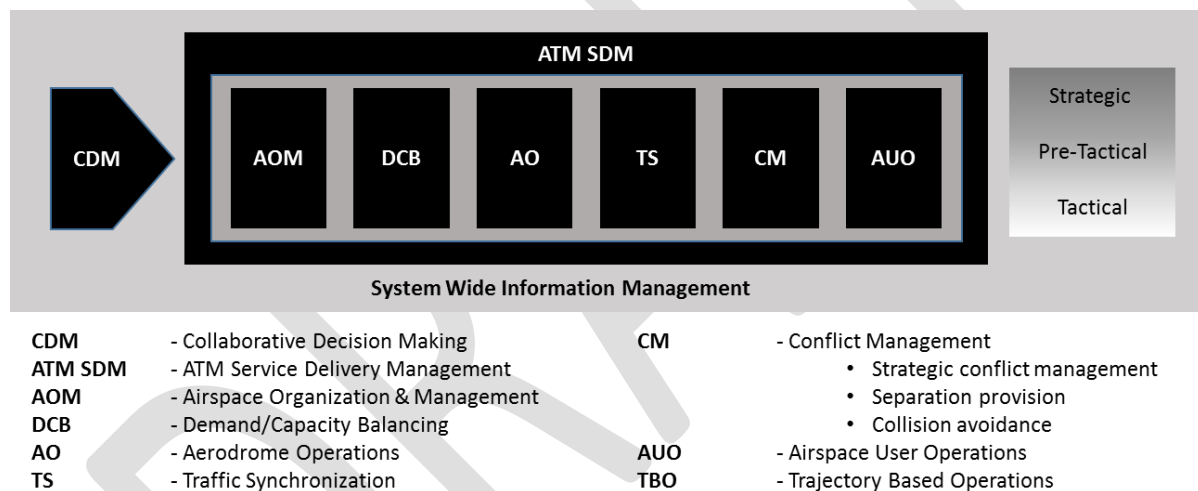 ATM SDM
CDM
AOM
DCB
AO
TS
CM
AUO
Strategic
Pre-Tactical
Tactical
System Wide Information Management
CDM - Collaborative Decision Making
ATM SDM - ATM Service Delivery Management
AOM - Airspace Organization & Management
DCB - Demand/Capacity Balancing
AO - Aerodrome Operations
TS - Traffic Synchronization
CM - Conflict Management
• Strategic conflict management
• Separation provision
• Collision avoidance
AUO - Airspace User Operations
TBO - Trajectory Based Operations